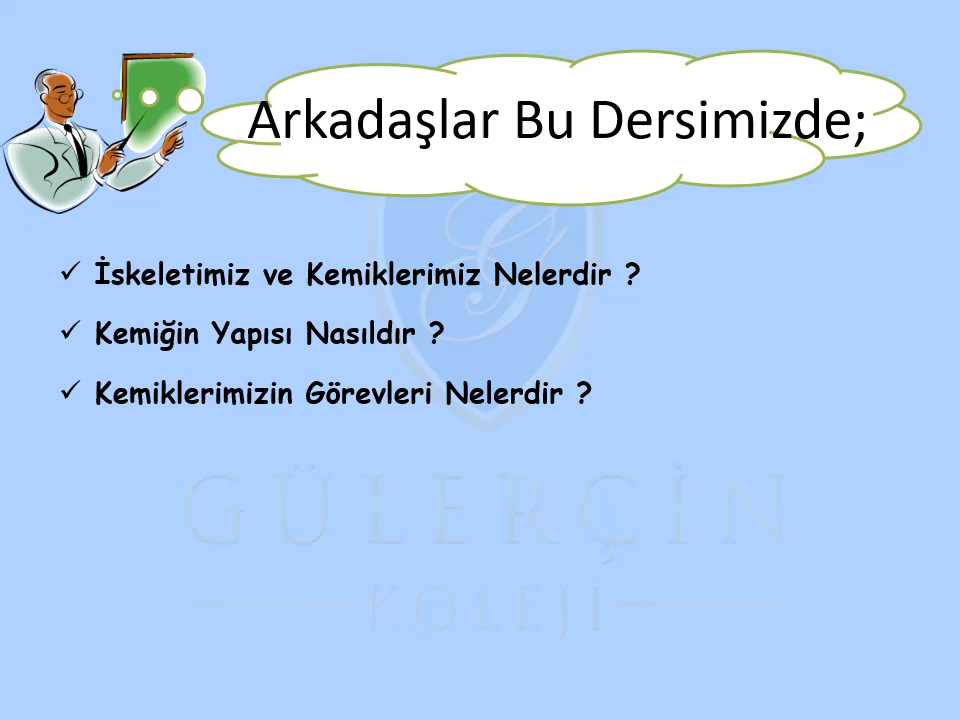 Arkadaşlar Bu Dersimizde;
✓ İskeletimiz ve Kemiklerimiz Nelerdir ?
✓ Kemiğin Yapısı Nasıldır ?
✓ Kemiklerimizin Görevleri Nelerdir ?
GÜLERÇİN
KOLEJİ